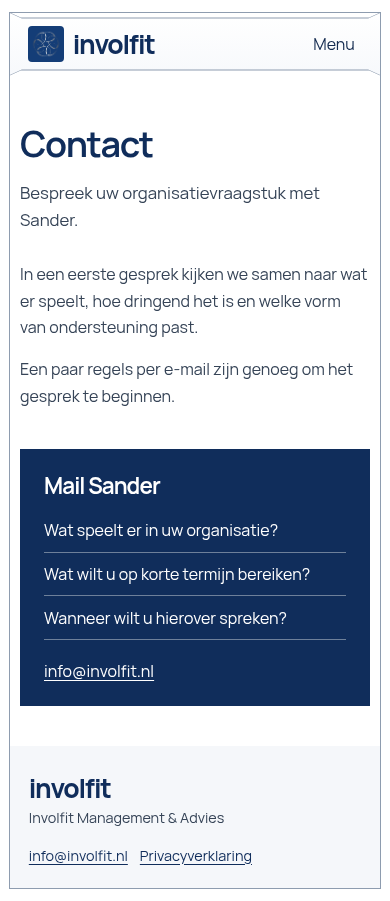 involfit
Menu
Contact
Bespreek uw organisatievraagstuk met
Sander.
In een eerste gesprek kijken we samen naar wat
er speelt, hoe dringend het is en welke vorm
van ondersteuning past.
Een paar regels per e-mail zijn genoeg om het
gesprek te beginnen.
Mail Sander
Wat speelt er in uw organisatie?
Wat wilt u op korte termijn bereiken?
Wanneer wilt u hierover spreken?
info@involfit.nl
involfit
Involfit Management & Advies
info@involfit.nl Privacyverklaring